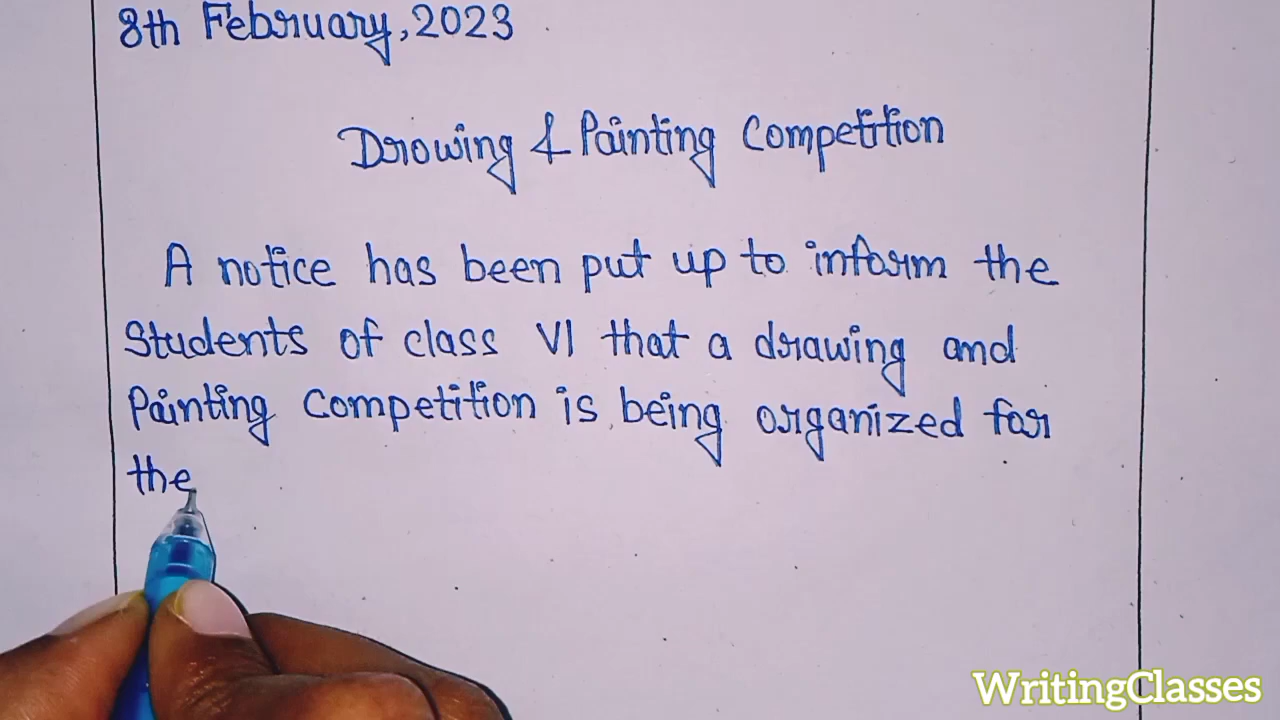 8th February, 2023
Drowing & Painting Competition
A notice has been put up to inform the
Students of class VI that a drawing and
Painting Competition is being organized for
the
WritingClasses